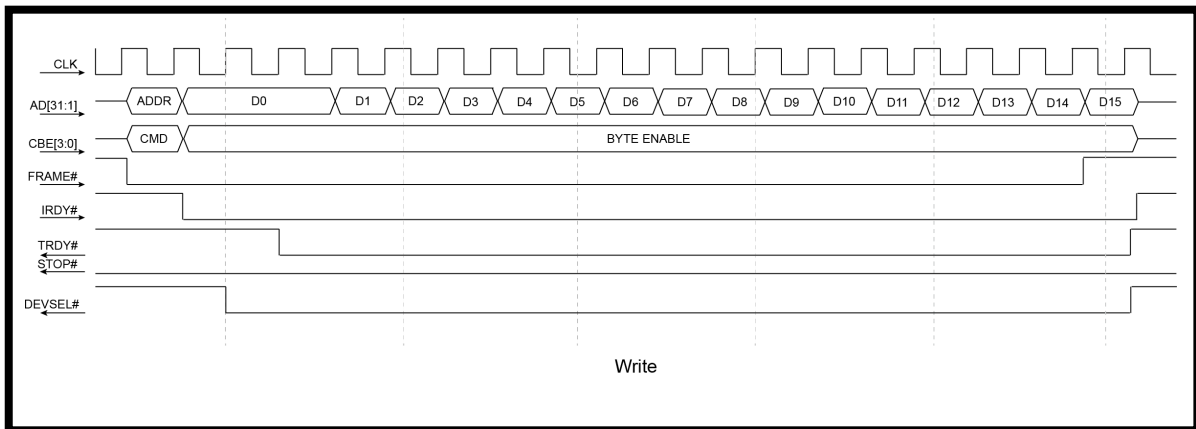 CLK
AD[31:1] ADDR D0 D1 D2 D3 D4 D5 D6 D7 D8 D9 D10 D11 D12 D13 D14 D15
CBE[3:0] CMD BYTE ENABLE
FRAME#
IRDY#
TRDY#
STOP#
DEVSEL#
Write